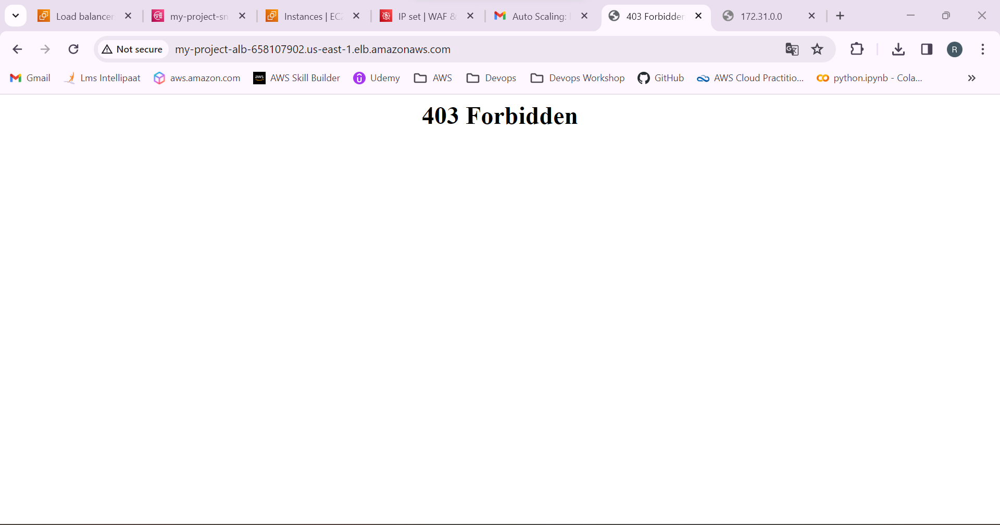 Load balancer
my-project-sn
Instances | EC2
IP set | WAF &
Auto Scaling:
403 Forbidden
172.31.0.0
Not secure
my-project-alb-658107902.us-east-1.elb.amazonaws.com
R
Gmail
Lms Intellipaat
aws.amazon.com
aws
AWS Skill Builder
Udemy
AWS
Devops
Devops Workshop
GitHub
AWS Cloud Practitio...
python.ipynb - Cola...
403 Forbidden